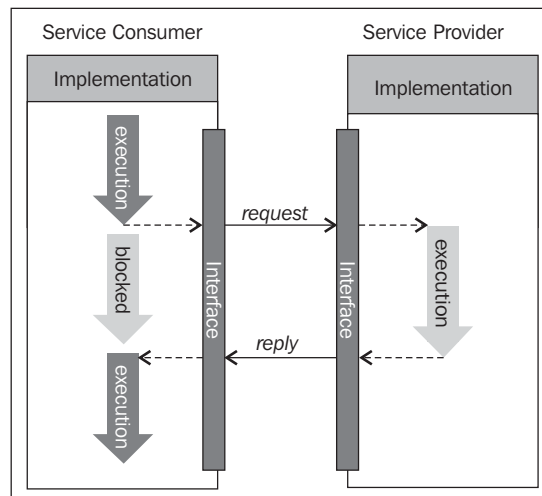 Service Consumer
Service Provider
Implementation
Implementation
execution
request
blocked
Interface
Interface
execution
reply
execution